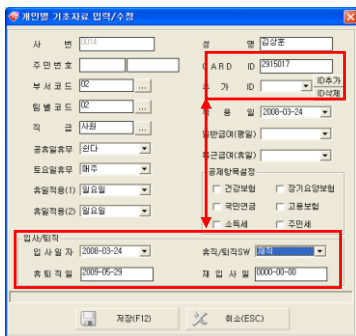 개인별 기초자료 입력/수정
사 번 0014 성 명 김상훈
주민번호 CARD ID 2915017
부서코드 02 ... 추 가 ID ID추가
ID삭제
팀별코드 02 ... 적 용 일 2008-03-24
직 급 사원 ... 일반급여(평일)
공휴일휴무 쉰다 특근급여(휴일)
토요일휴무 매주 공제항목설정
휴일적용(1) 일요일 건강보험 장기요양보험
휴일적용(2) 일요일 국민연금 고용보험
소득세 주민세
입사/퇴직
입사일자 2008-03-24 휴직/퇴직SW 재직
휴퇴직일 2009-05-29 재입사일 0000-00-00
저장(F12) 취소(ESC)